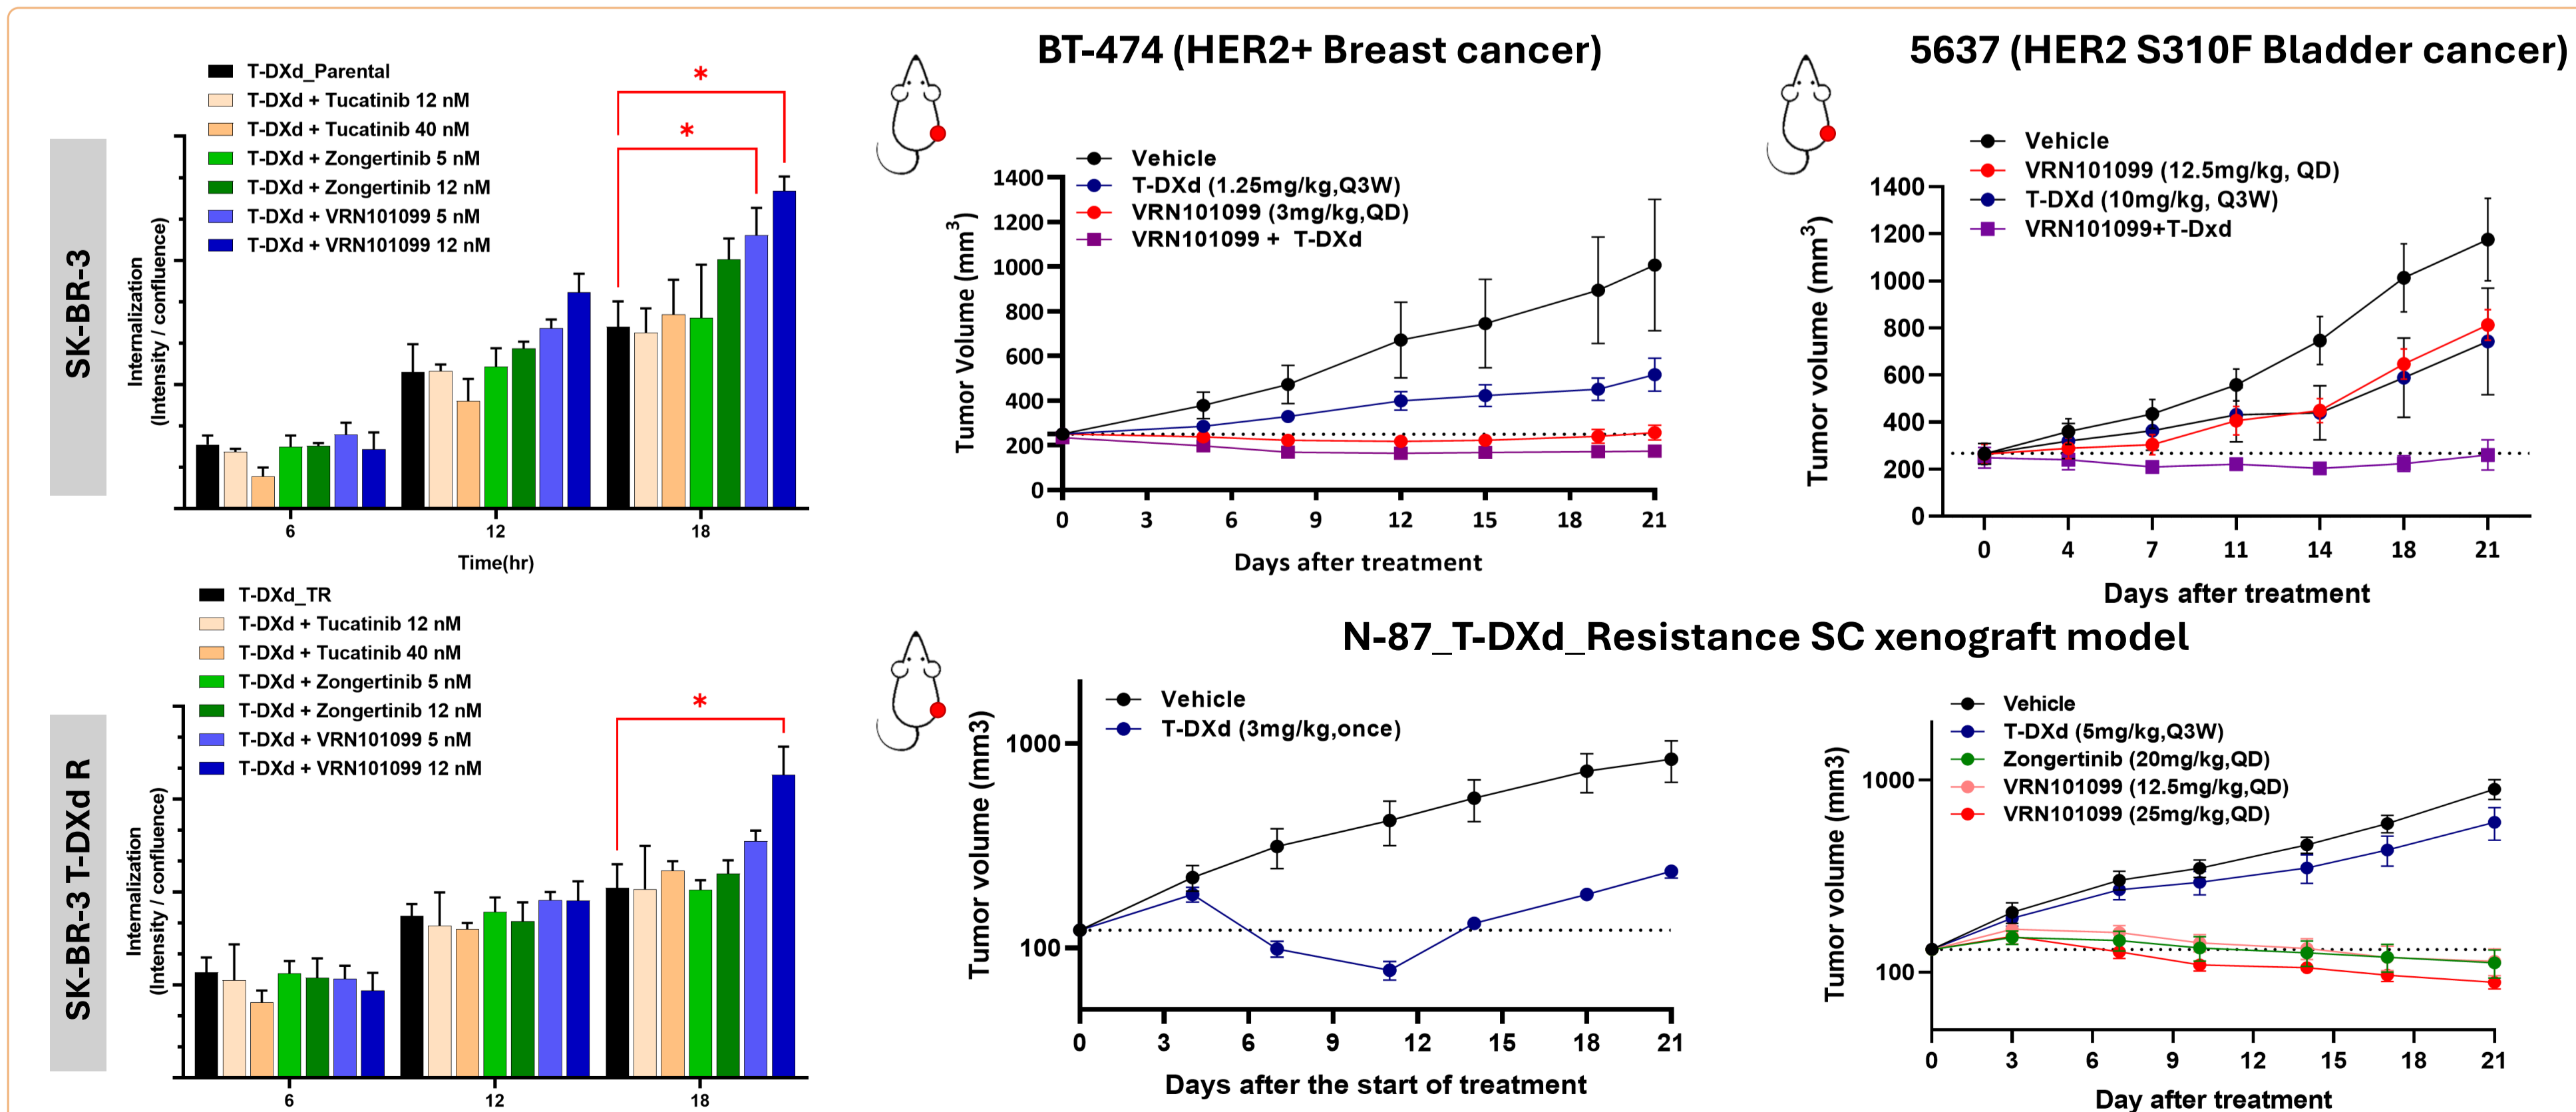 SK-BR-3
T-DXd_Parental
T-DXd + Tucatinib 12 nM
T-DXd + Tucatinib 40 nM
T-DXd + Zongertinib 5 nM
T-DXd + Zongertinib 12 nM
T-DXd + VRN101099 5 nM
T-DXd + VRN101099 12 nM
*
*
Internalization
(Intensity / confluence)
6 12 18
Time(hr)
BT-474 (HER2+ Breast cancer)
Vehicle
T-DXd (1.25mg/kg,Q3W)
VRN101099 (3mg/kg,QD)
VRN101099 + T-DXd
Tumor Volume (mm3)
1400
1200
1000
800
600
400
200
0
0 3 6 9 12 15 18 21
Days after treatment
5637 (HER2 S310F Bladder cancer)
Vehicle
VRN101099 (12.5mg/kg, QD)
T-DXd (10mg/kg, Q3W)
VRN101099+T-Dxd
Tumor volume (mm3)
1400
1200
1000
800
600
400
200
0
0 4 7 11 14 18 21
Days after treatment
SK-BR-3 T-DXd R
T-DXd_TR
T-DXd + Tucatinib 12 nM
T-DXd + Tucatinib 40 nM
T-DXd + Zongertinib 5 nM
T-DXd + Zongertinib 12 nM
T-DXd + VRN101099 5 nM
T-DXd + VRN101099 12 nM
*
Internalization
(Intensity / confluence)
6 12 18
N-87_T-DXd_Resistance SC xenograft model
Vehicle
T-DXd (3mg/kg,once)
Tumor volume (mm3)
1000
100
0 3 6 9 12 15 18 21
Days after the start of treatment
Vehicle
T-DXd (5mg/kg,Q3W)
Zongertinib (20mg/kg,QD)
VRN101099 (12.5mg/kg,QD)
VRN101099 (25mg/kg,QD)
Tumor volume (mm3)
1000
100
0 3 6 9 12 15 18 21
Day after treatment